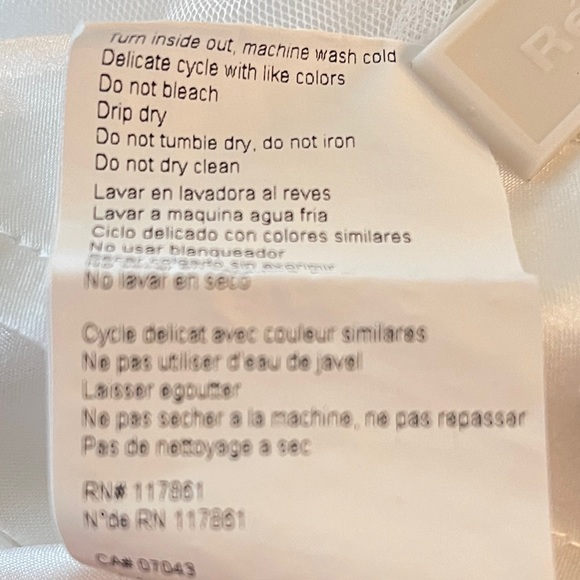 Turn inside out, machine wash cold
Delicate cycle with like colors
Do not bleach
Drip dry
Do not tumble dry, do not iron
Do not dry clean
Lavar en lavadora al reves
Lavar a maquina agua fria
Ciclo delicado con colores similares
No usar blanqueador
No lavar en seco
Cycle delicat avec couleur similares
Ne pas utiliser d'eau de javel
Laisser egoutter
Ne pas secher a la machine, ne pas repasser
Pas de nettoyage a sec
RN# 117861
N°de RN 117861
CA# 07043
Ré